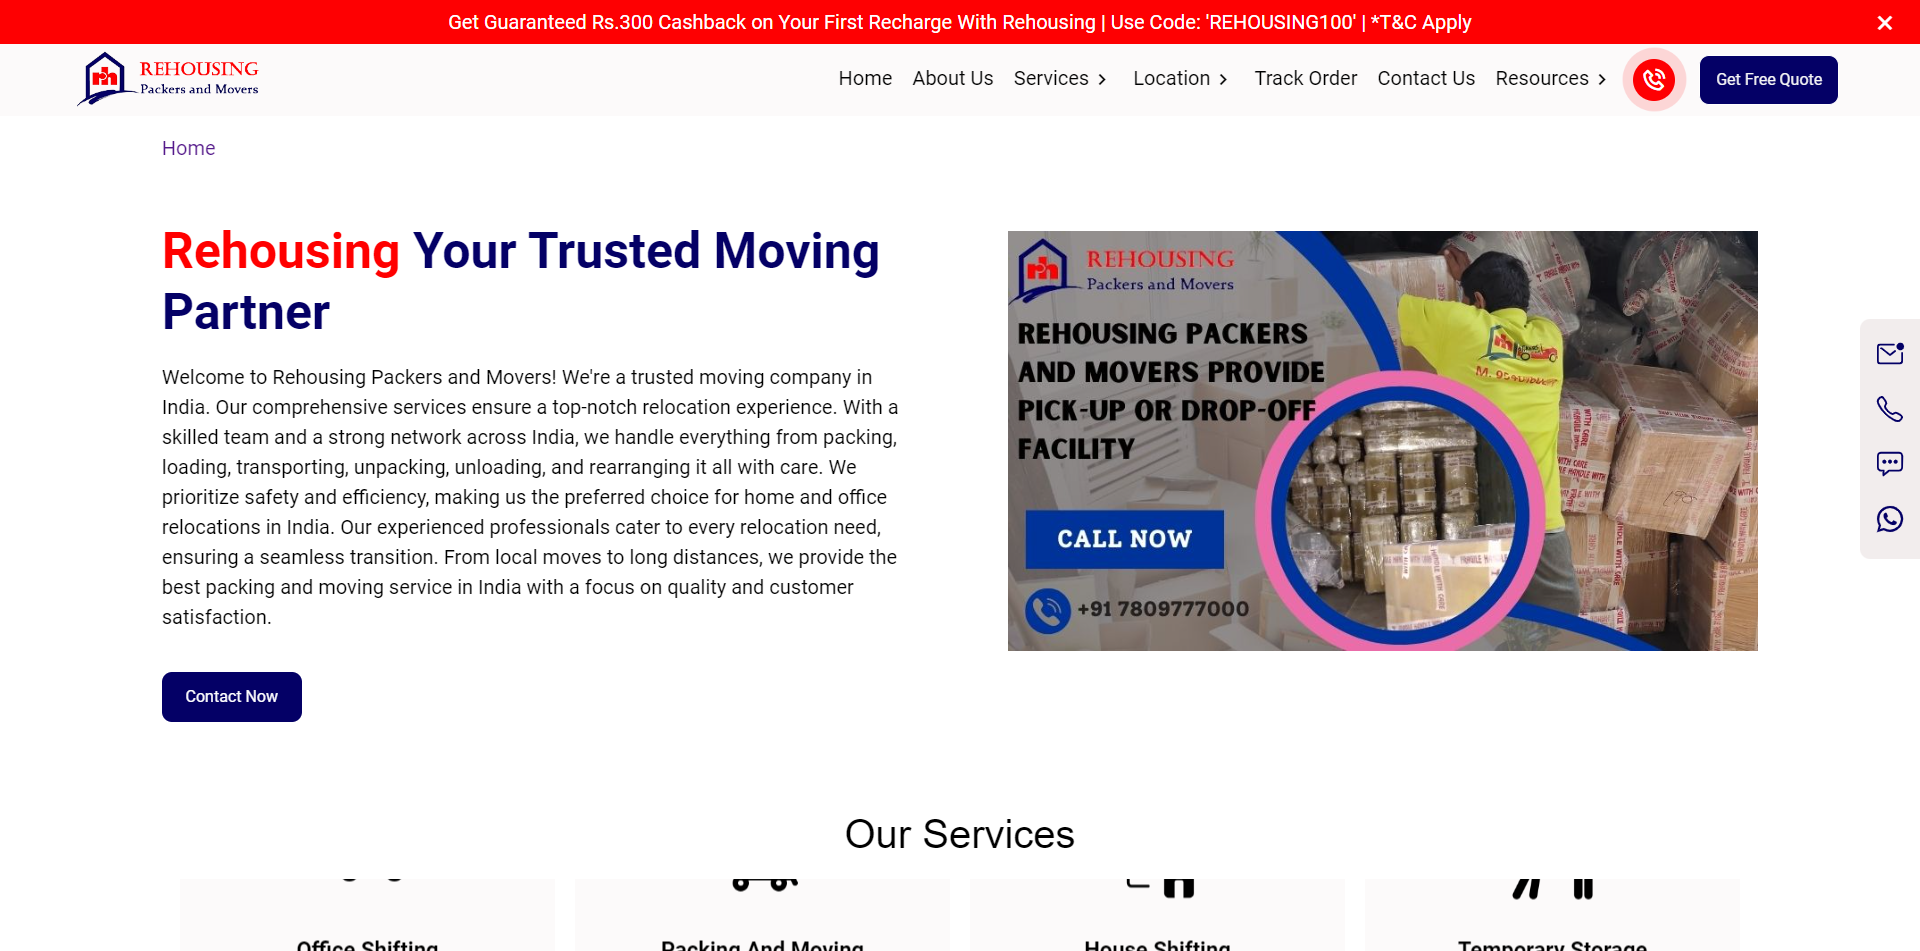 Get Guaranteed Rs.300 Cashback on Your First Recharge With Rehousing | Use Code: 'REHOUSING100' | *T&C Apply
REHOUSING
Packers and Movers
Home
About Us
Services
Location
Track Order
Contact Us
Resources
Get Free Quote
Home
Rehousing Your Trusted Moving
Partner
Welcome to Rehousing Packers and Movers! We're a trusted moving company in
India. Our comprehensive services ensure a top-notch relocation experience. With a
skilled team and a strong network across India, we handle everything from packing,
loading, transporting, unpacking, unloading, and rearranging it all with care. We
prioritize safety and efficiency, making us the preferred choice for home and office
relocations in India. Our experienced professionals cater to every relocation need,
ensuring a seamless transition. From local moves to long distances, we provide the
best packing and moving service in India with a focus on quality and customer
satisfaction.
Contact Now
REHOUSING
Packers and Movers
REHOUSING PACKERS
AND MOVERS PROVIDE
PICK-UP OR DROP-OFF
FACILITY
CALL NOW
+91 7809777000
Our Services
Office Shifting
Packing And Moving
House Shifting
Temporary Storage